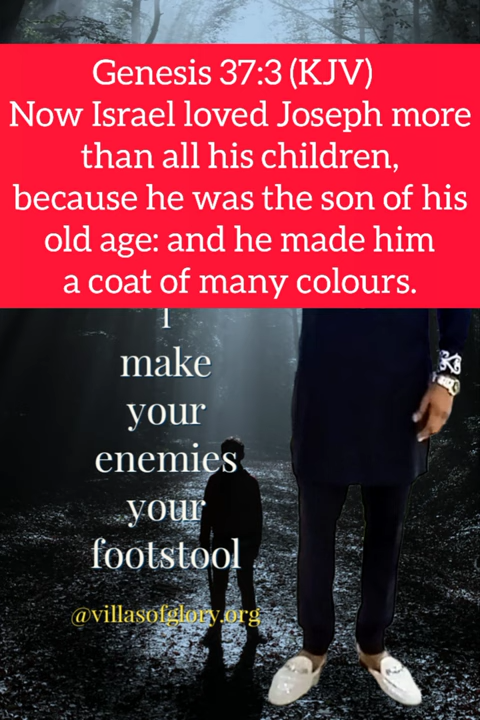 Genesis 37:3 (KJV)
Now Israel loved Joseph more
than all his children,
because he was the son of his
old age: and he made him
a coat of many colours.
I
make
your
enemies
your
footstool
@villasofglory.org